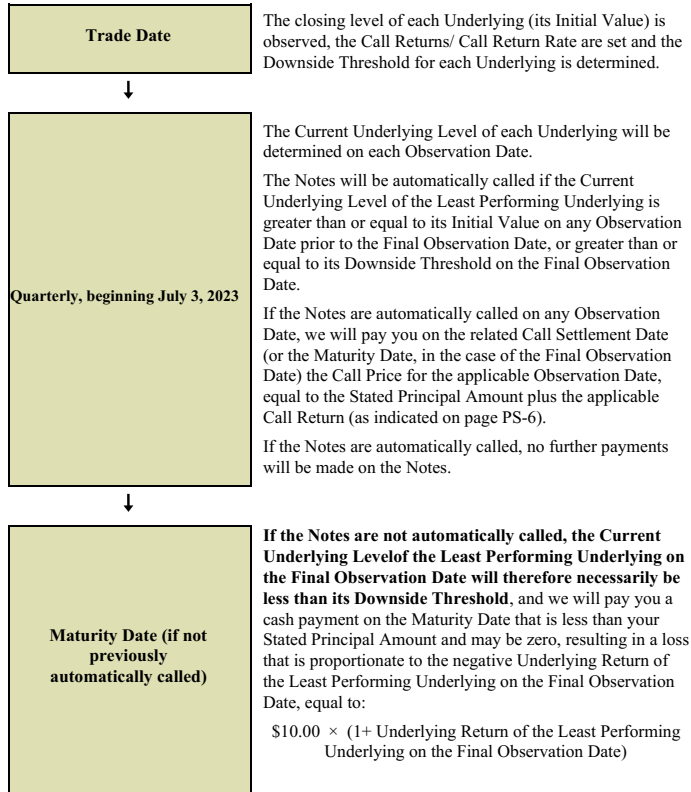 Trade Date
The closing level of each Underlying (its Initial Value) is
observed, the Call Returns/ Call Return Rate are set and the
Downside Threshold for each Underlying is determined.
Quarterly, beginning July 3, 2023
The Current Underlying Level of each Underlying will be
determined on each Observation Date.
The Notes will be automatically called if the Current
Underlying Level of the Least Performing Underlying is
greater than or equal to its Initial Value on any Observation
Date prior to the Final Observation Date, or greater than or
equal to its Downside Threshold on the Final Observation
Date.
If the Notes are automatically called on any Observation
Date, we will pay you on the related Call Settlement Date
(or the Maturity Date, in the case of the Final Observation
Date) the Call Price for the applicable Observation Date,
equal to the Stated Principal Amount plus the applicable
Call Return (as indicated on page PS-6).
If the Notes are automatically called, no further payments
will be made on the Notes.
Maturity Date (if not
previously
automatically called)
If the Notes are not automatically called, the Current
Underlying Levelof the Least Performing Underlying on
the Final Observation Date will therefore necessarily be
less than its Downside Threshold, and we will pay you a
cash payment on the Maturity Date that is less than your
Stated Principal Amount and may be zero, resulting in a loss
that is proportionate to the negative Underlying Return of
the Least Performing Underlying on the Final Observation
Date, equal to:
$10.00 × (1+ Underlying Return of the Least Performing
Underlying on the Final Observation Date)